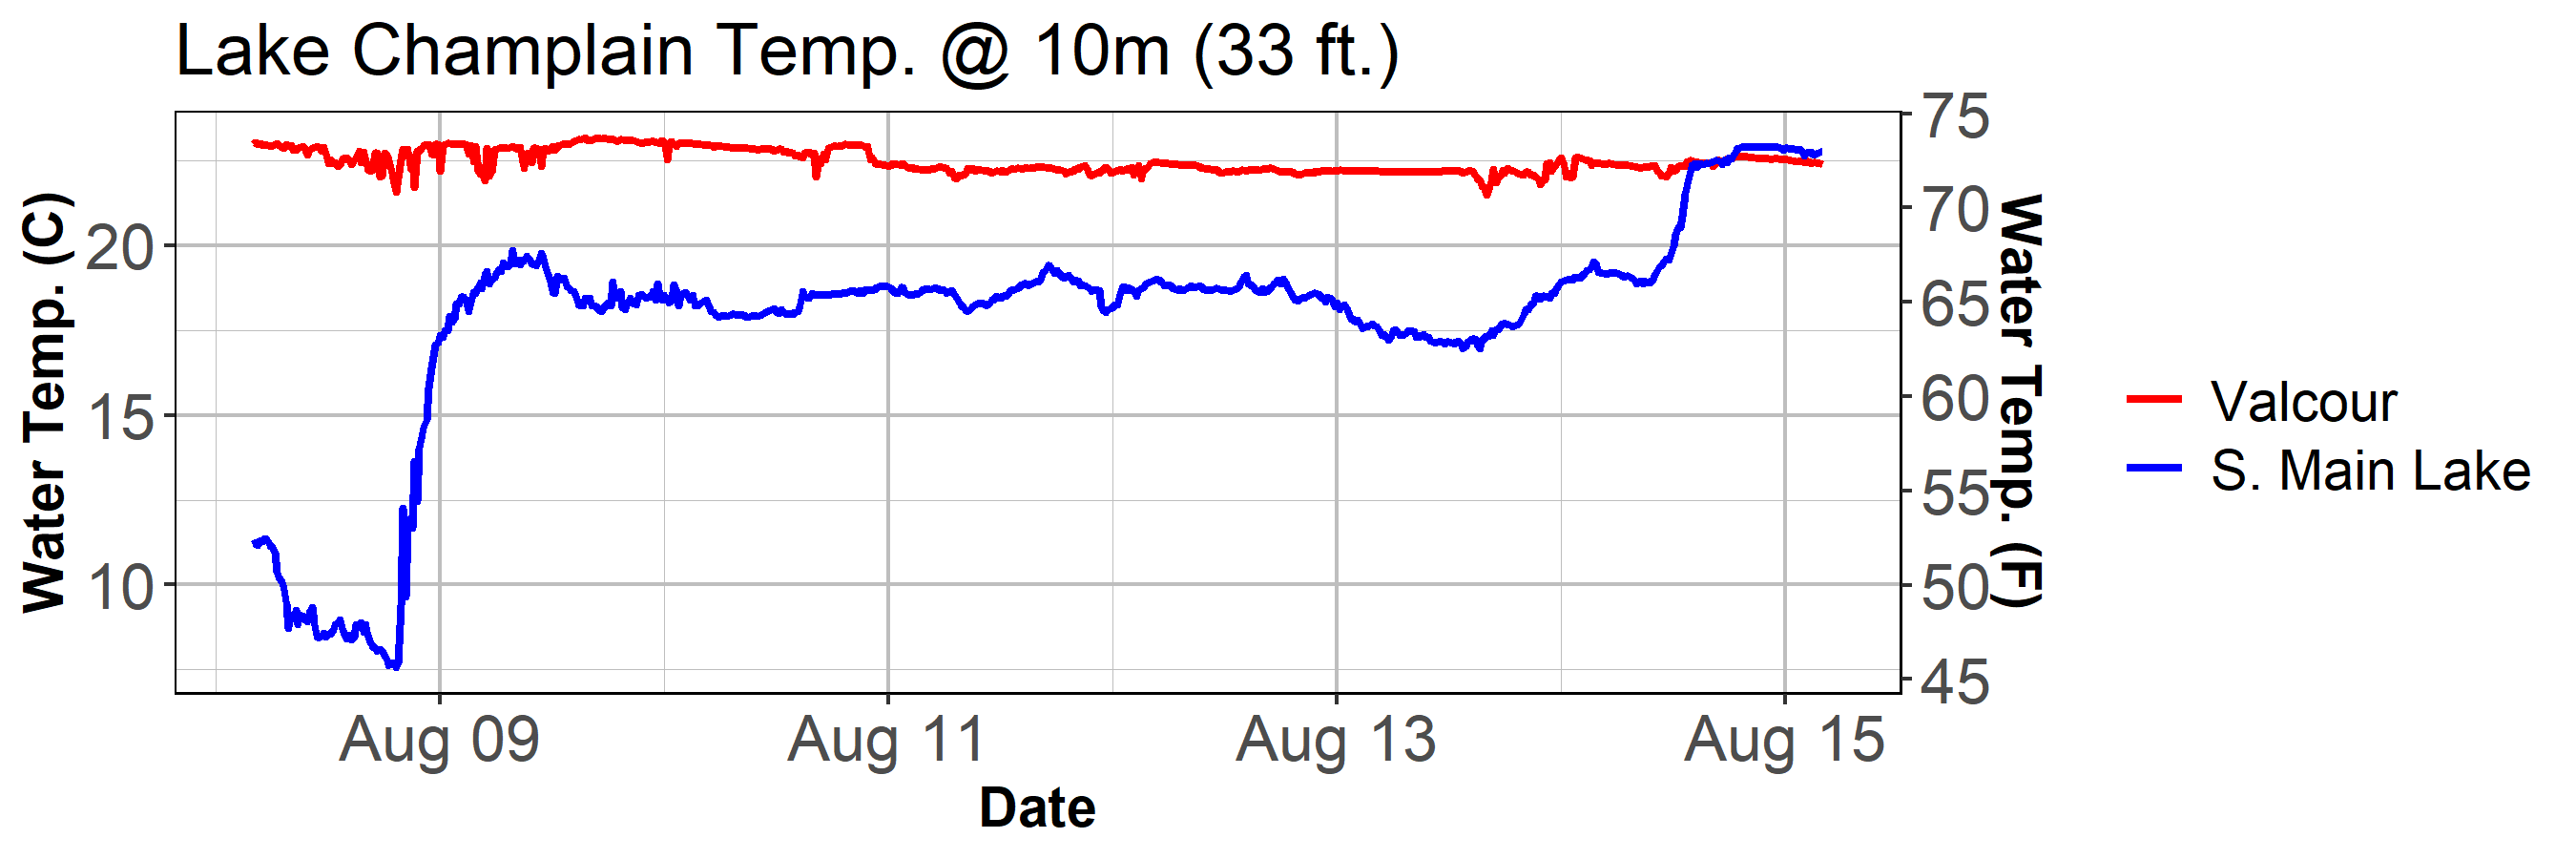 Lake Champlain Temp. @ 10m (33 ft.)
Water Temp. (C)
20
15
10
75
70
65
60
55
50
45
Water Temp. (F)
Valcour
S. Main Lake
Aug 09
Aug 11
Aug 13
Aug 15
Date